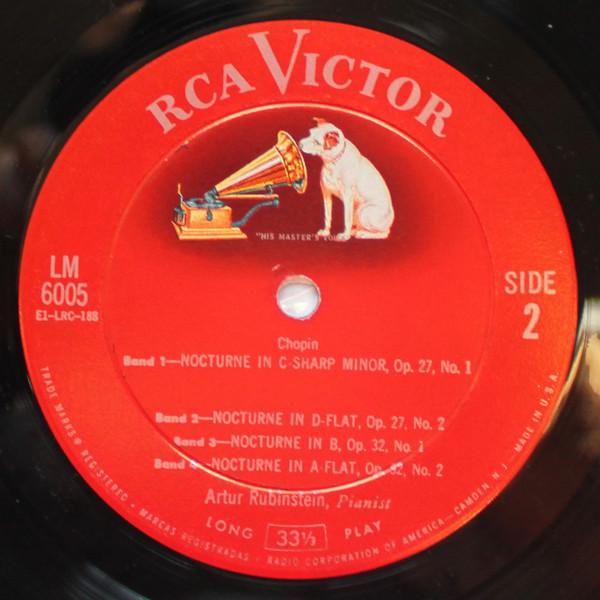 RCA VICTOR
"HIS MASTER'S VOICE"
LM
6005
E1-LRC-188
SIDE
2
Chopin
Band 1—NOCTURNE IN C-SHARP MINOR, Op. 27, No. 1
Band 2—NOCTURNE IN D-FLAT, Op. 27, No. 2
Band 3—NOCTURNE IN B, Op. 32, No. 1
Band 4—NOCTURNE IN A-FLAT, Op. 32, No. 2
Artur Rubinstein, Pianist
LONG 33⅓ PLAY
TRADE MARKS ® REGISTERED • MARCAS REGISTRADAS • RADIO CORPORATION OF AMERICA—CAMDEN, N. J. — MADE IN U.S.A.